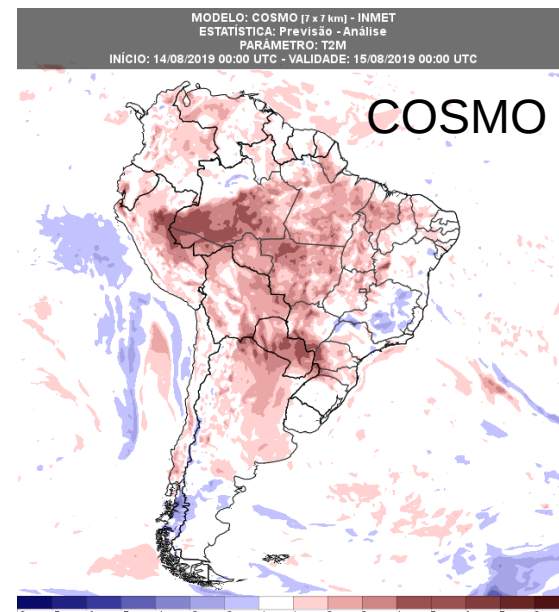 MODELO: COSMO [7 x 7 km] - INMET
ESTATÍSTICA: Previsão - Análise
PARÂMETRO: T2M
INÍCIO: 14/08/2019 00:00 UTC - VALIDADE: 15/08/2019 00:00 UTC
COSMO